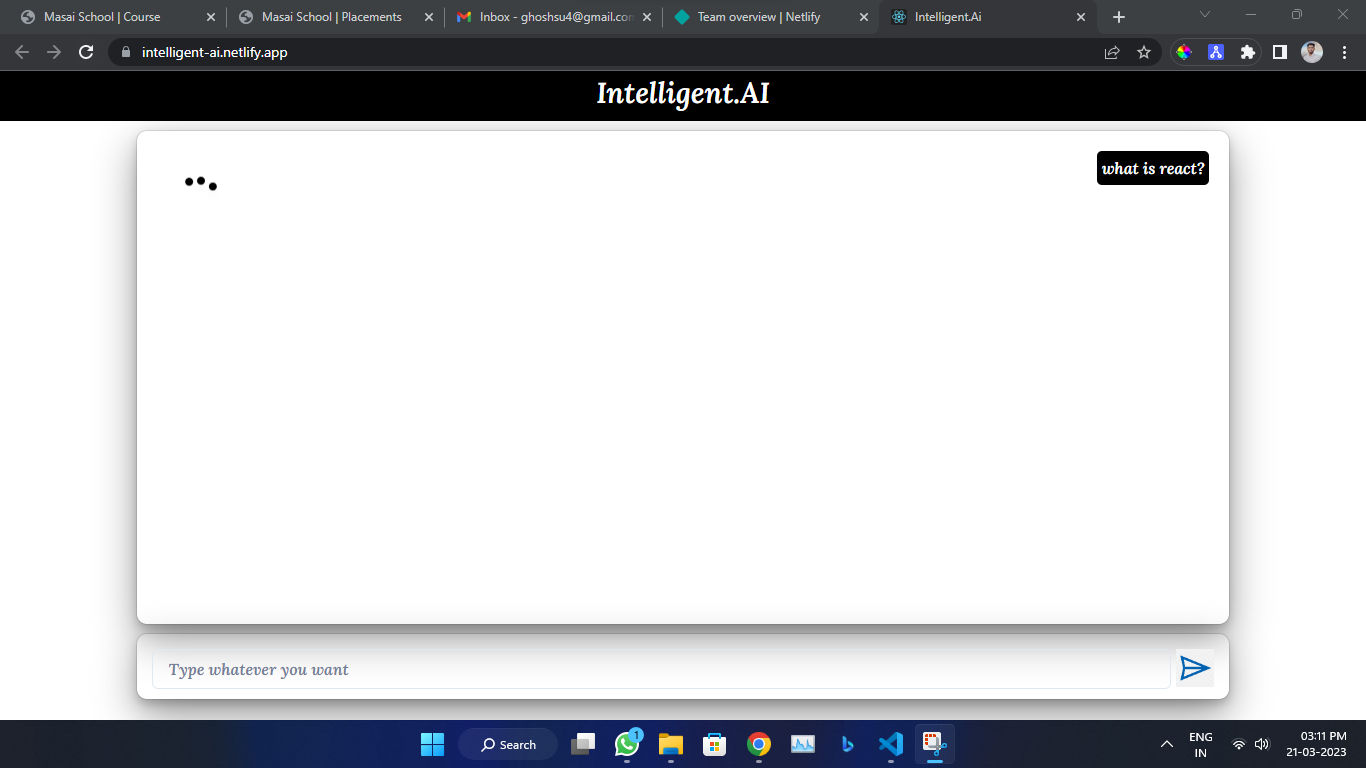 Masai School | Course
Masai School | Placements
Inbox - ghoshsu4@gmail.com
Team overview | Netlify
Intelligent.Ai
intelligent-ai.netlify.app
Intelligent.AI
what is react?
Type whatever you want
Search
1
ENG
IN
03:11 PM
21-03-2023